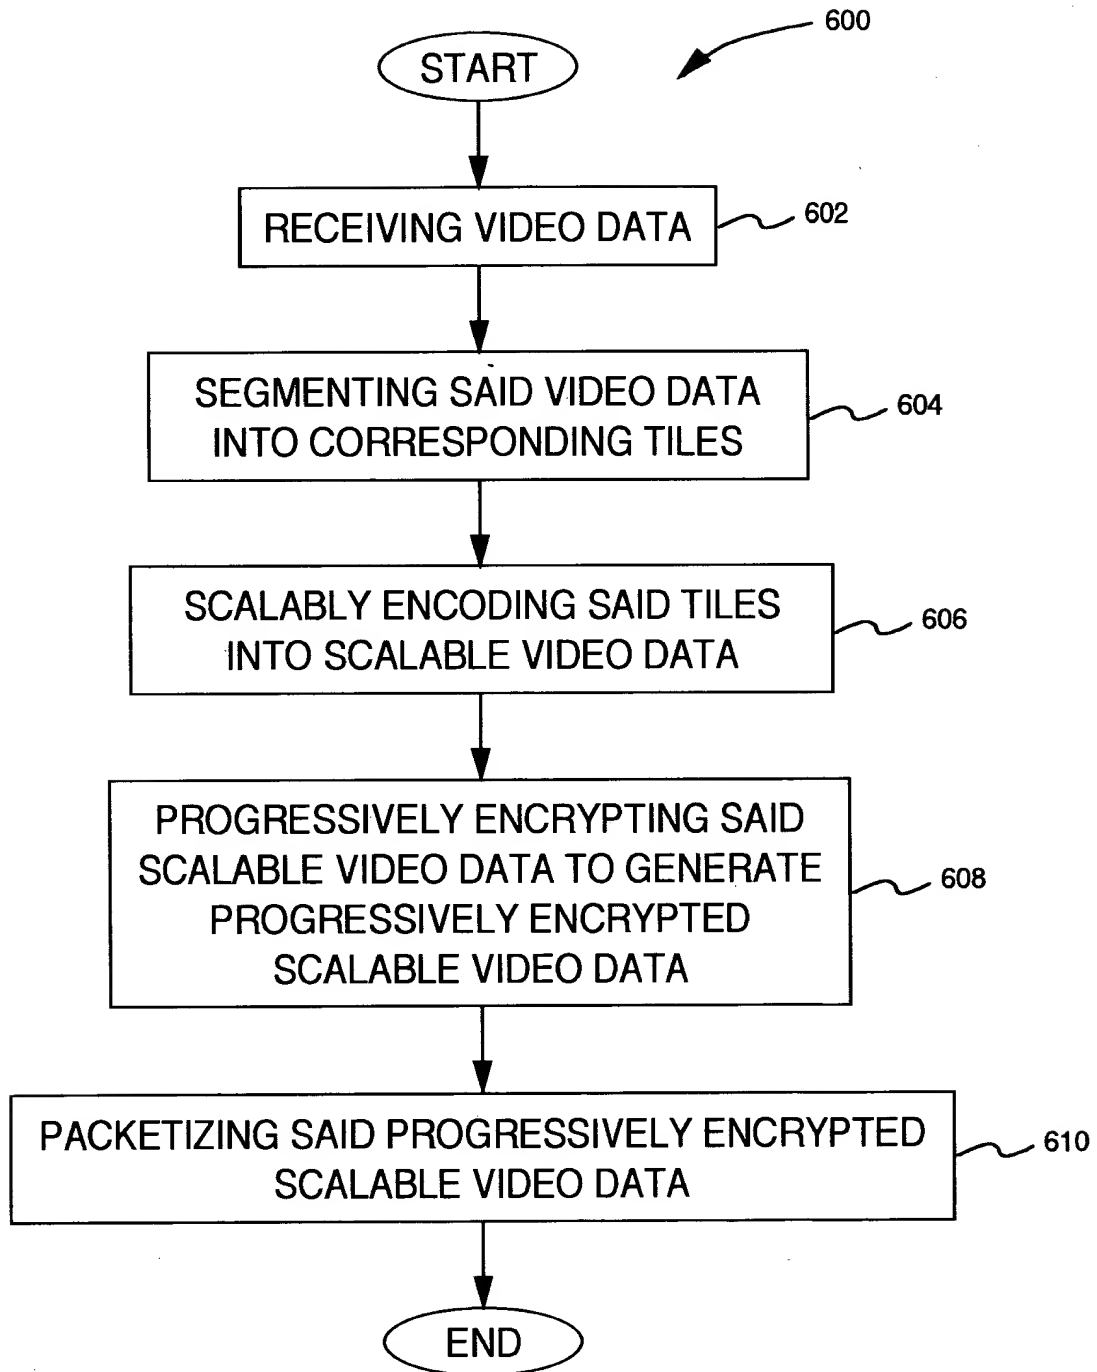 600
START
RECEIVING VIDEO DATA
602
SEGMENTING SAID VIDEO DATA
INTO CORRESPONDING TILES
604
SCALABLY ENCODING SAID TILES
INTO SCALABLE VIDEO DATA
606
PROGRESSIVELY ENCRYPTING SAID
SCALABLE VIDEO DATA TO GENERATE
PROGRESSIVELY ENCRYPTED
SCALABLE VIDEO DATA
608
PACKETIZING SAID PROGRESSIVELY ENCRYPTED
SCALABLE VIDEO DATA
610
END